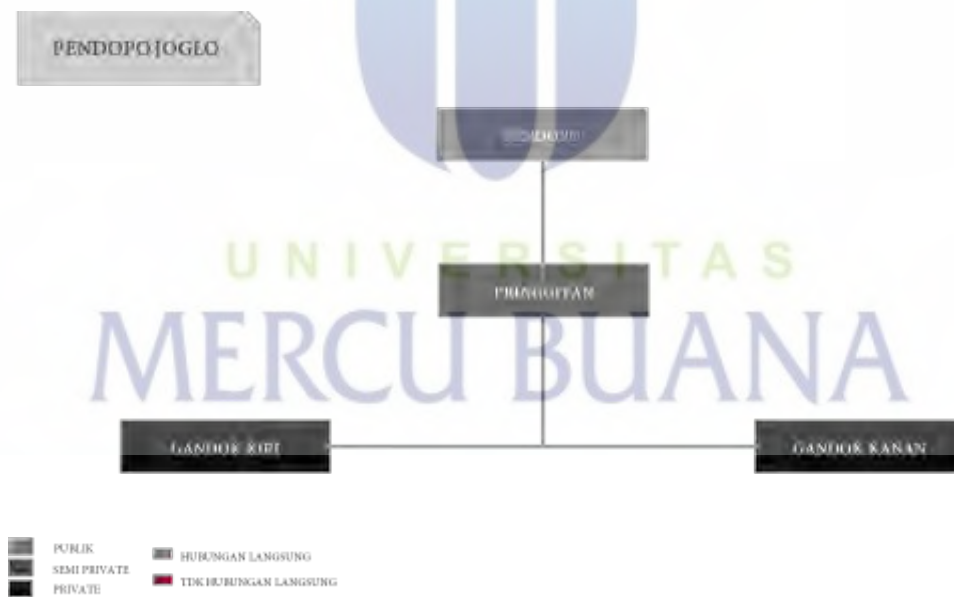 PENDOPO JOGLO
UNIVERSITAS
PRINGGITAN
MERCU BUANA
GANDOK KIRI
GANDOK KANAN
PUBLIK
HUBUNGAN LANGSUNG
SEMI PRIVATE
TDK HUBUNGAN LANGSUNG
PRIVATE